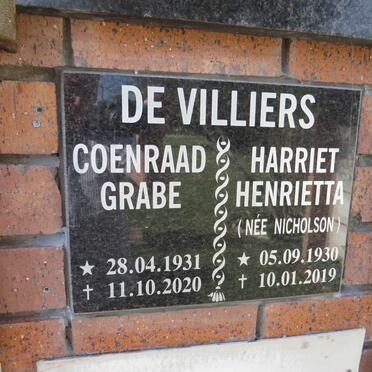 DE VILLIERS
COENRAAD
GRABE
★ 28.04.1931
† 11.10.2020
HARRIET
HENRIETTA
(NÉE NICHOLSON)
★ 05.09.1930
† 10.01.2019